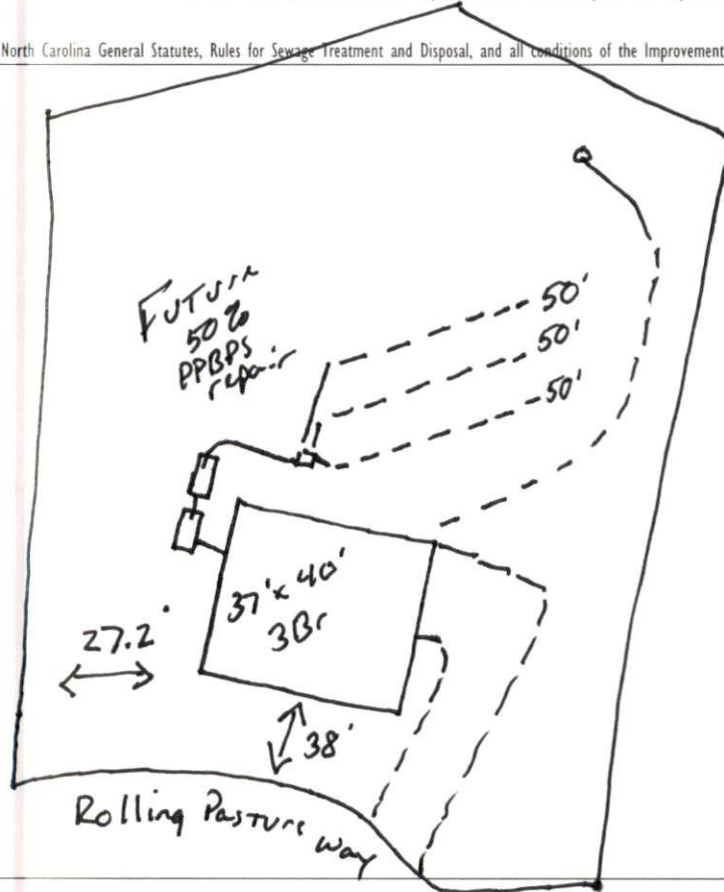 North Carolina General Statutes, Rules for Sewage Treatment and Disposal, and all conditions of the Improvement
Future
50%
PPBPS
repair
50'
50'
50'
37' x 40'
3Br
27.2'
38'
Rolling Pasture Way